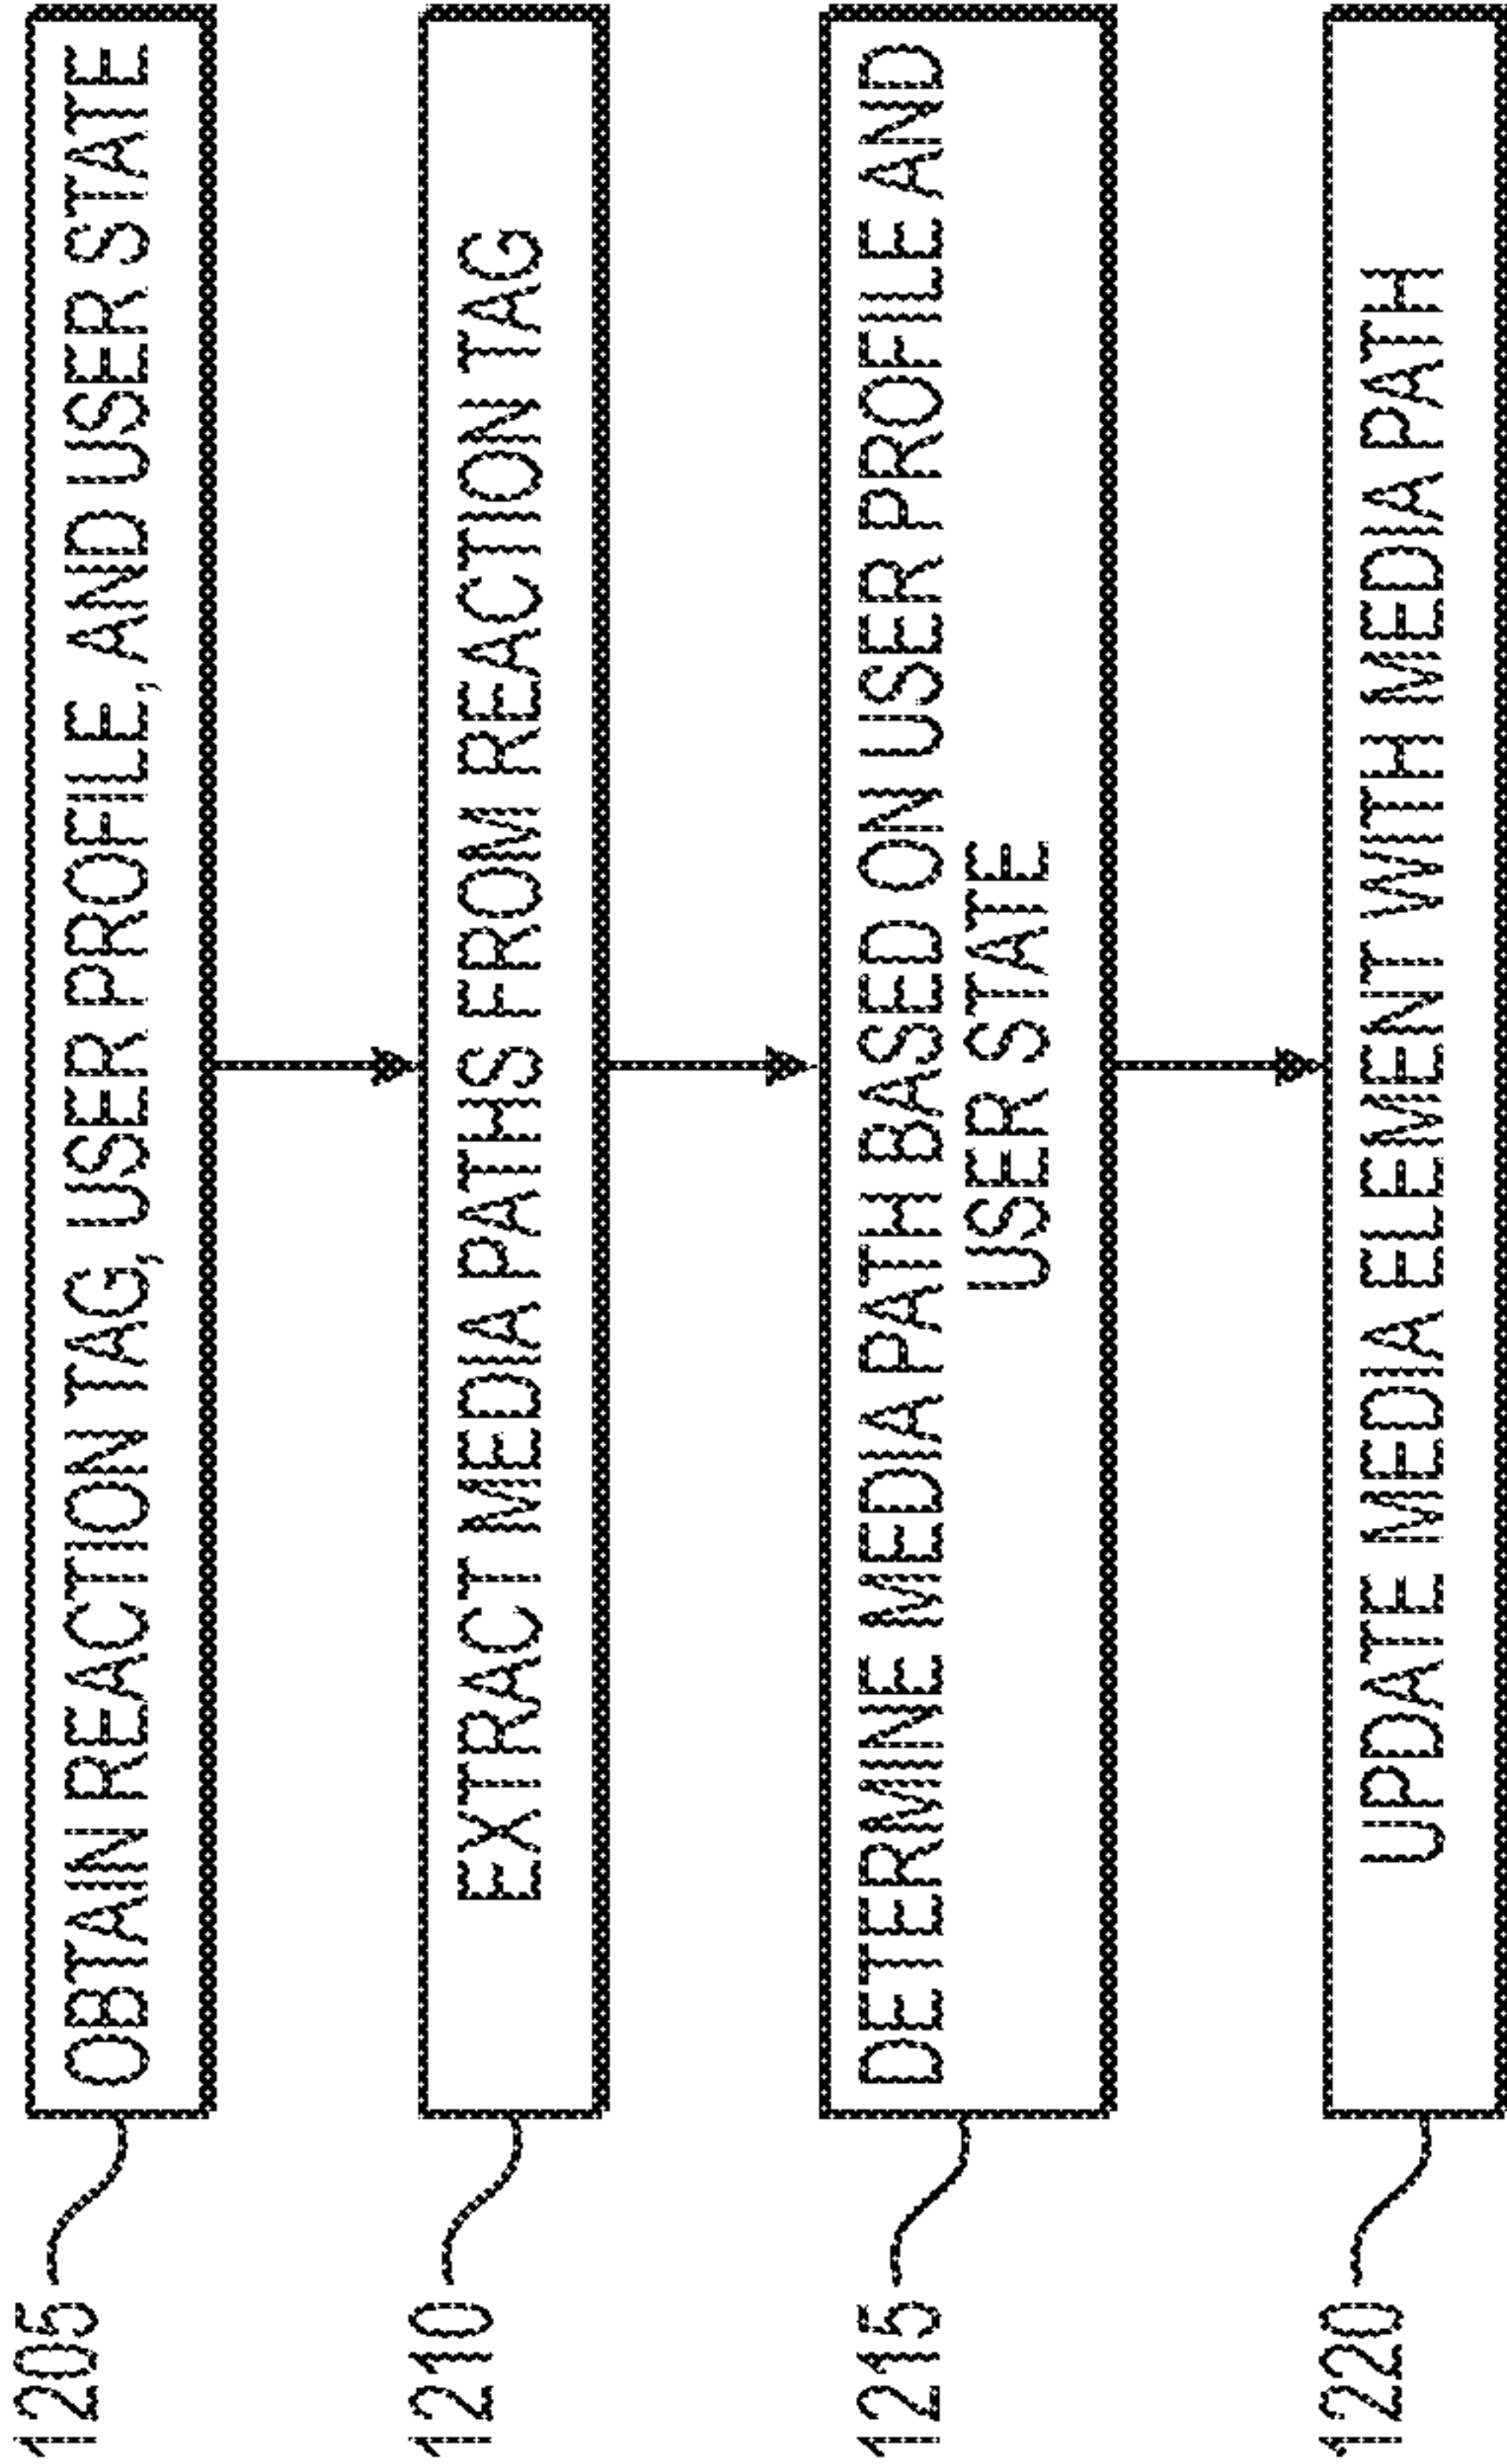 1205
OBTAIN REACTION TAG, USER PROFILE, AND USER STATE
1210
EXTRACT MEDIA PATHS FROM REACTION TAG
1215
DETERMINE MEDIA PATH BASED ON USER PROFILE AND
USER STATE
1220
UPDATE MEDIA ELEMENT WITH MEDIA PATH